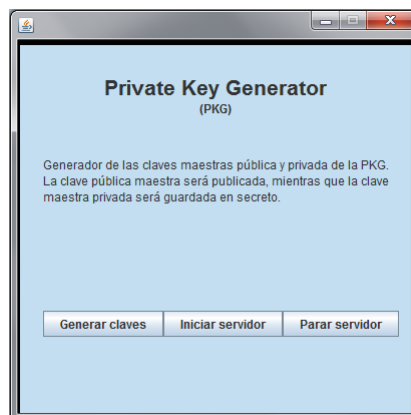 Private Key Generator
(PKG)
Generador de las claves maestras pública y privada de la PKG.
La clave pública maestra será publicada, mientras que la clave
maestra privada será guardada en secreto.
Generar claves
Iniciar servidor
Parar servidor